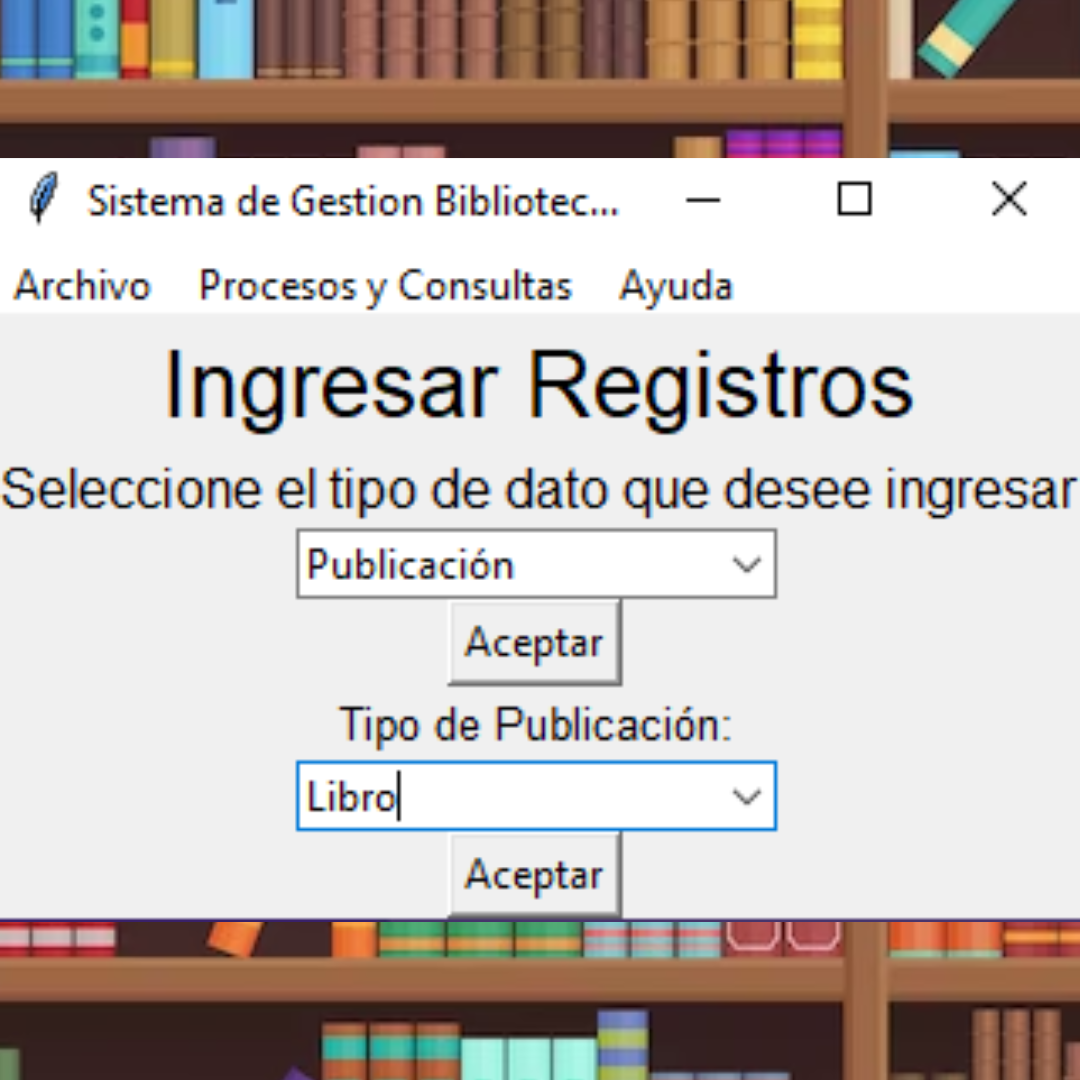 Sistema de Gestion Bibliotec...
Archivo Procesos y Consultas Ayuda
Ingresar Registros
Seleccione el tipo de dato que desee ingresar
Publicación
Aceptar
Tipo de Publicación:
Libro
Aceptar